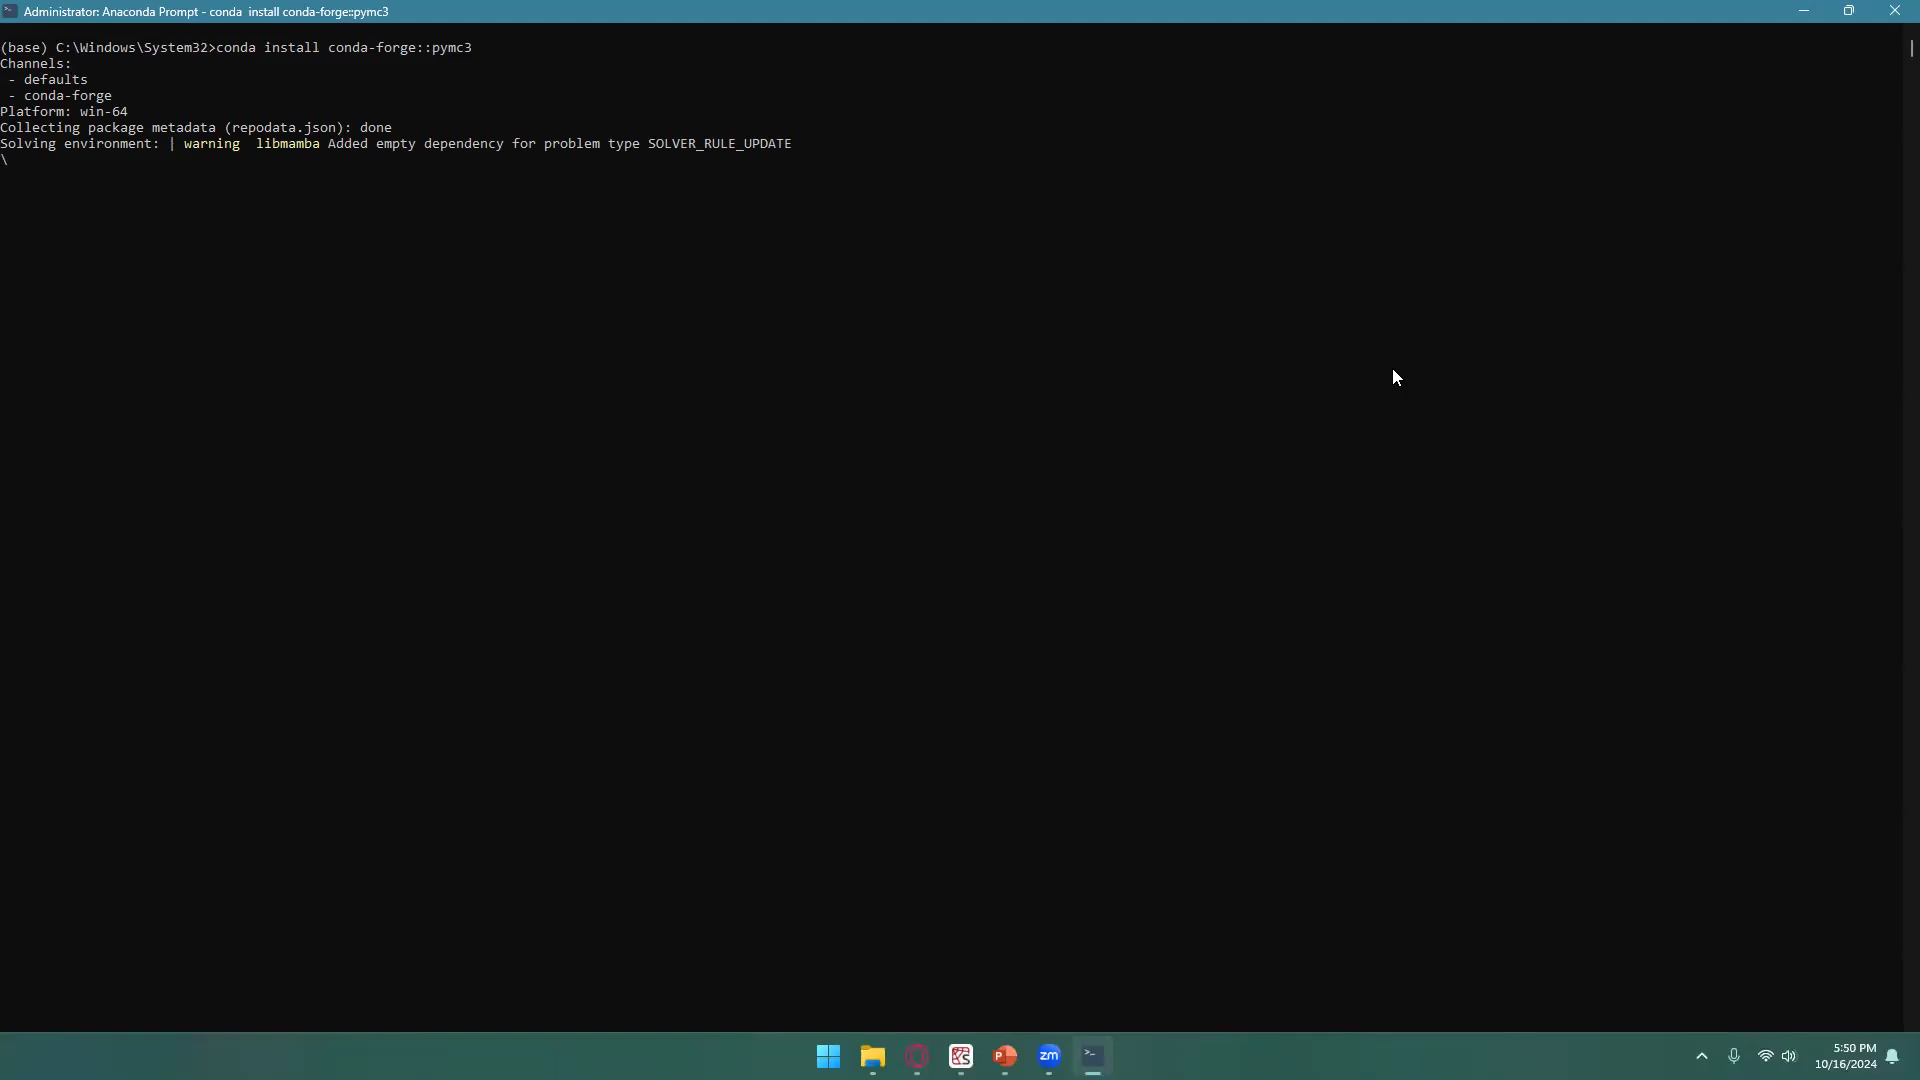 Administrator: Anaconda Prompt - conda  install conda-forge::pymc3
(base) C:\Windows\System32>conda install conda-forge::pymc3
Channels:
 - defaults
 - conda-forge
Platform: win-64
Collecting package metadata (repodata.json): done
Solving environment: | warning  libmamba Added empty dependency for problem type SOLVER_RULE_UPDATE
\
P
zm
5:50 PM
10/16/2024